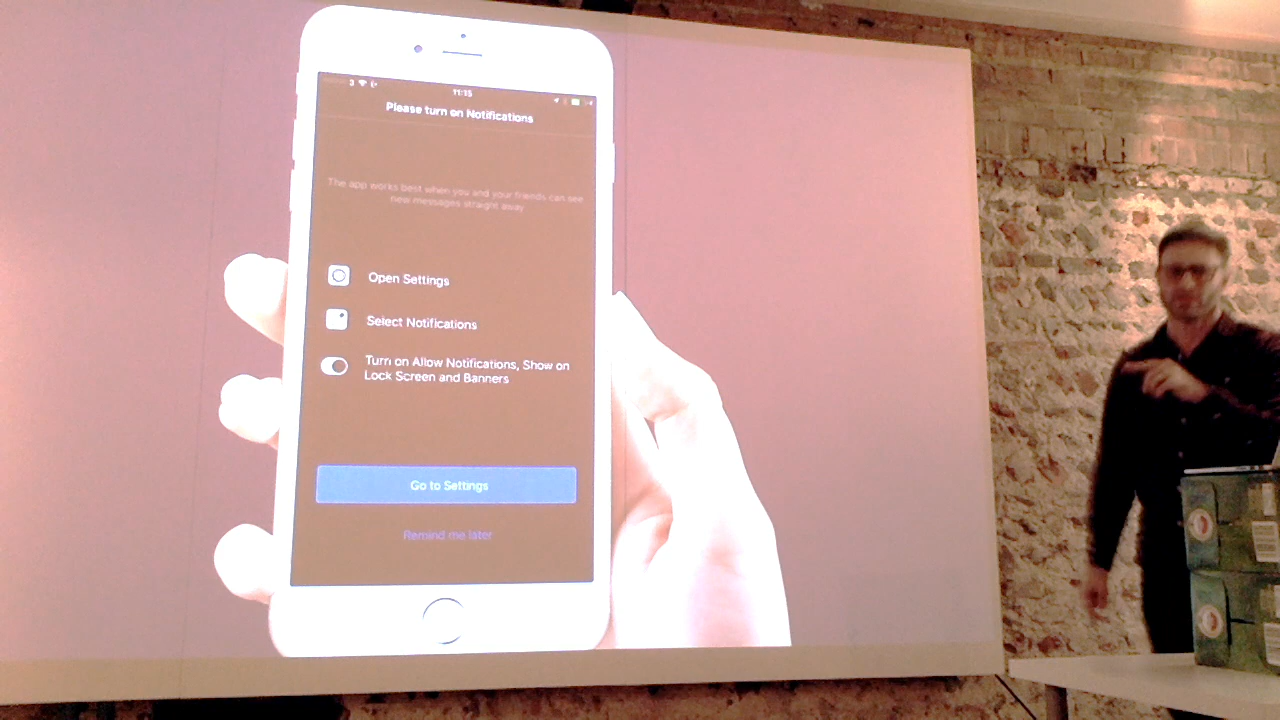 11:15
Please turn on Notifications
The app works best when you and your friends can see
new messages straight away
Open Settings
Select Notifications
Turn on Allow Notifications, Show on
Lock Screen and Banners
Go to Settings
Remind me later